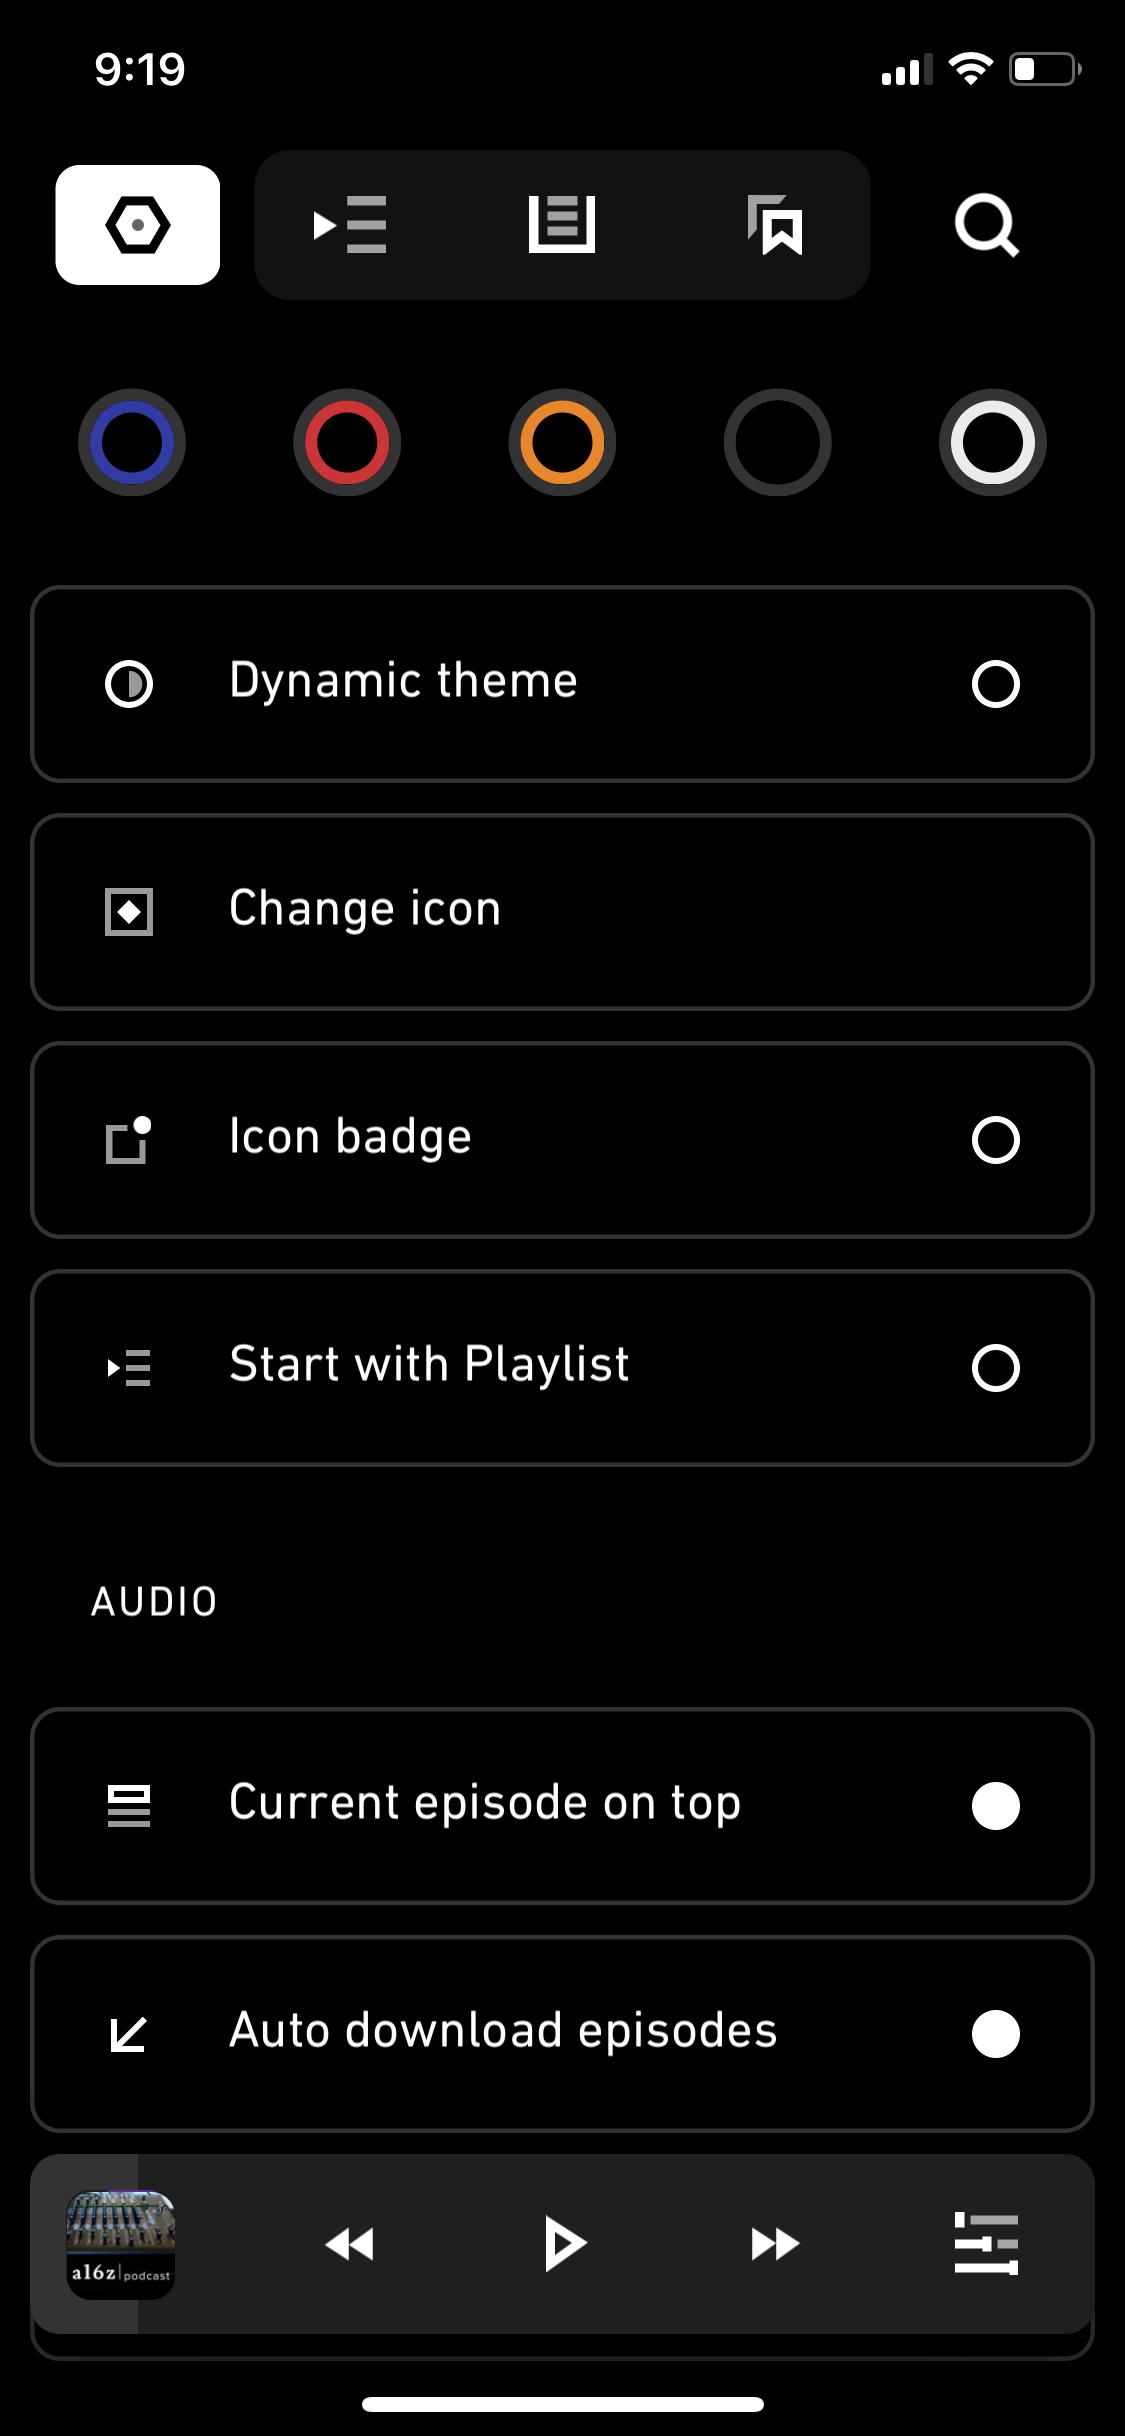 9:19
Dynamic theme
Change icon
Icon badge
Start with Playlist
AUDIO
Current episode on top
Auto download episodes
a16z|podcast